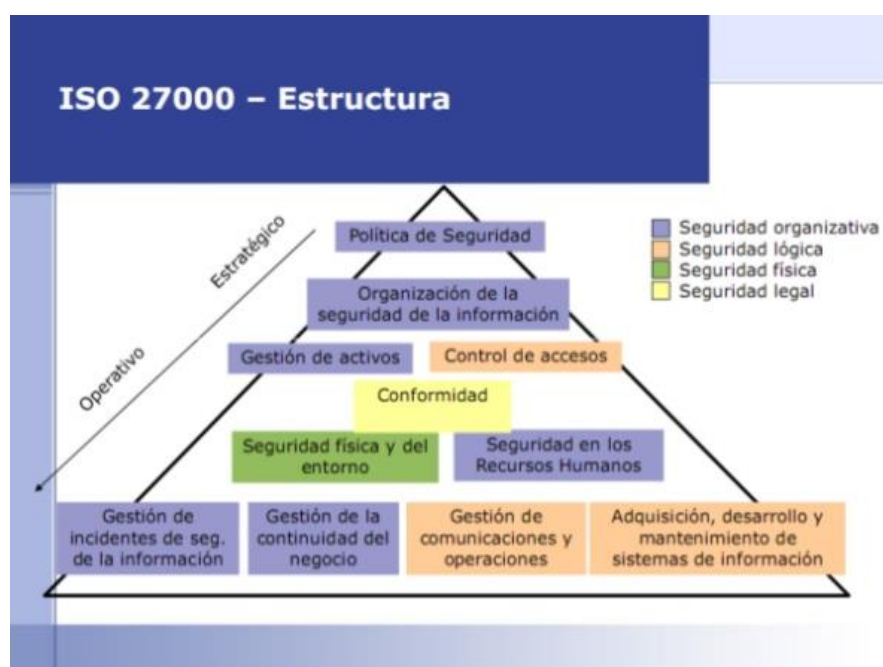 ISO 27000 – Estructura
Estratégico
Operativo
Política de Seguridad
Organización de la
seguridad de la información
Gestión de activos
Control de accesos
Conformidad
Seguridad física y del
entorno
Seguridad en los
Recursos Humanos
Gestión de
incidentes de seg.
de la información
Gestión de la
continuidad del
negocio
Gestión de
comunicaciones y
operaciones
Adquisición, desarrollo y
mantenimiento de
sistemas de información
Seguridad organizativa
Seguridad lógica
Seguridad física
Seguridad legal